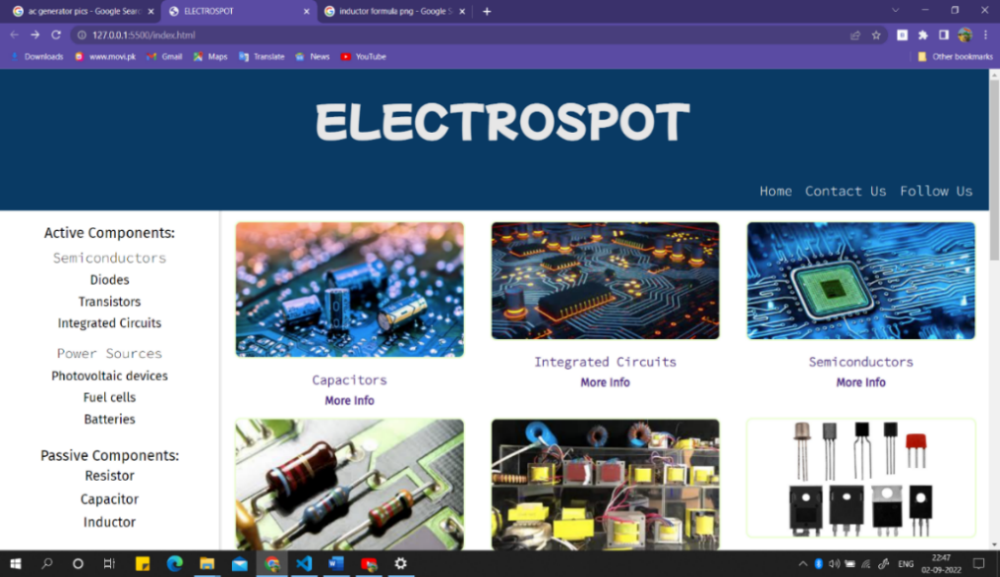 ac generator pics - Google Sear
ELECTROSPOT
inductor formula png - Google S
127.0.0.1:5500/index.html
Downloads
www.movi.pk
Gmail
Maps
Translate
News
YouTube
Other bookmarks
ELECTROSPOT
Home Contact Us Follow Us
Active Components:
Semiconductors
Diodes
Transistors
Integrated Circuits
Power Sources
Photovoltaic devices
Fuel cells
Batteries
Passive Components:
Resistor
Capacitor
Inductor
Capacitors
More Info
Integrated Circuits
More Info
Semiconductors
More Info
ENG
22:47
02-09-2022